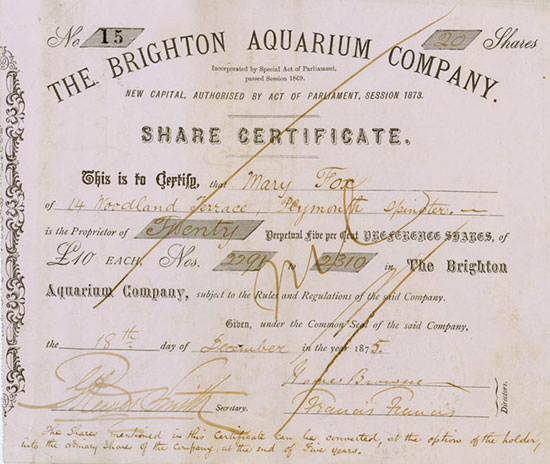 No 15 20 Shares
THE BRIGHTON AQUARIUM COMPANY.
Incorporated by Special Act of Parliament,
passed Session 1869.
NEW CAPITAL, AUTHORISED BY ACT OF PARLIAMENT, SESSION 1873.
SHARE CERTIFICATE.
This is to Certify, that Mary Fox
of 14 Woodland Terrace, Plymouth Spinster.
is the Proprietor of Twenty Perpetual Five per Cent PREFERENCE SHARES, of
£10 EACH, Nos. 2291 to 2310 in The Brighton
Aquarium Company, subject to the Rules and Regulations of the said Company.
Given, under the Common Seal of the said Company,
the 18th day of December in the year 1875.
Browne
Smith Secretary. Francis Francis Directors.
The Shares mentioned in this Certificate can be converted, at the option of the holder,
into the ordinary Shares of the Company, at the end of Five years.